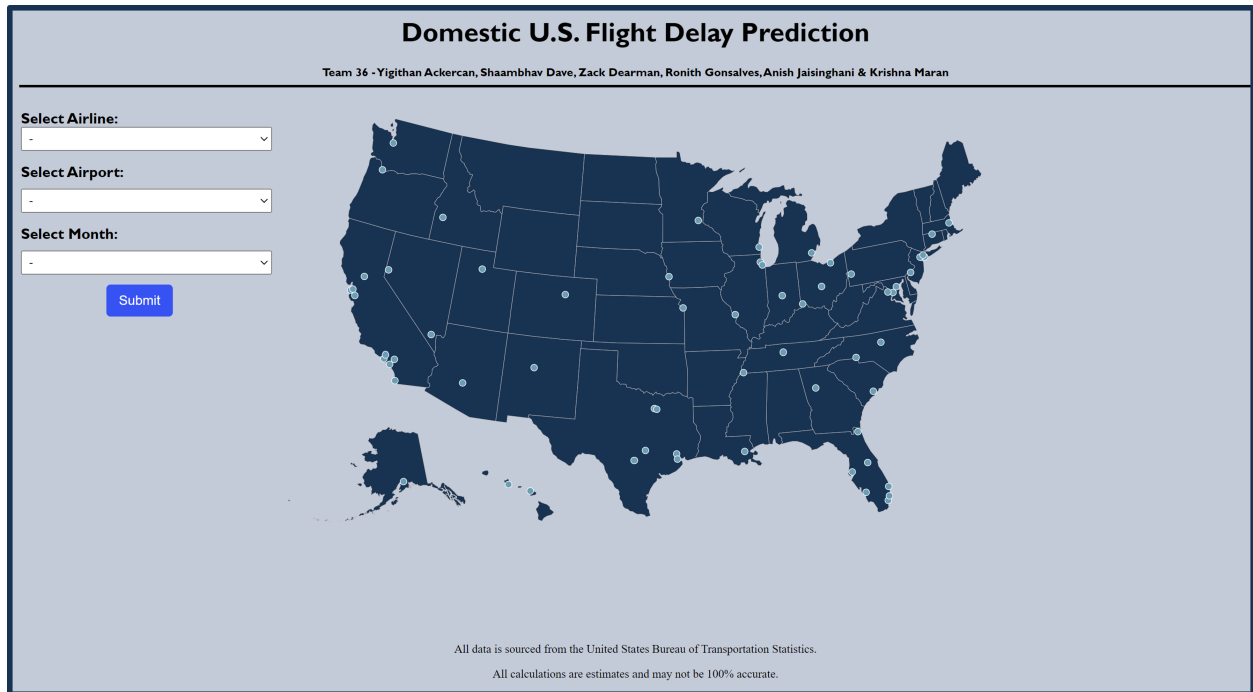 Domestic U.S. Flight Delay Prediction
Team 36 - Yigithan Ackercan, Shaambhav Dave, Zack Dearman, Ronith Gonsalves, Anish Jaisinghani & Krishna Maran
Select Airline:
-
Select Airport:
-
Select Month:
-
Submit
All data is sourced from the United States Bureau of Transportation Statistics.
All calculations are estimates and may not be 100% accurate.